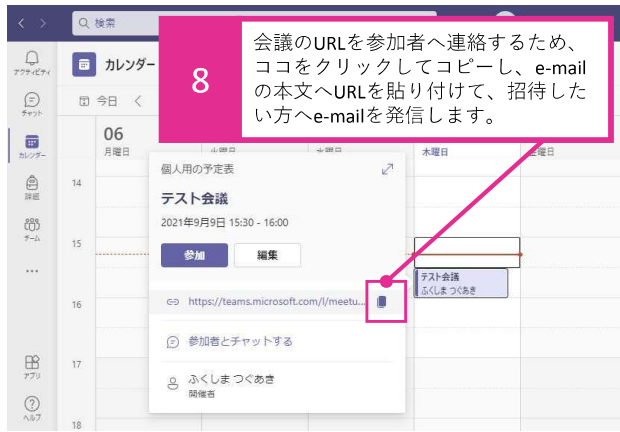 検索
8
会議のURLを参加者へ連絡するため、
ココをクリックしてコピーし、e-mail
の本文へURLを貼り付けて、招待した
い方へe-mailを発信します。
アクティビティ
チャット
カレンダー
課題
チーム
アプリ
ヘルプ
カレンダー
今日
06
月曜日
火曜日
水曜日
木曜日
金曜日
14
15
16
17
18
個人用の予定表
テスト会議
2021年9月9日 15:30 - 16:00
参加
編集
https://teams.microsoft.com/l/meetu...
参加者とチャットする
ふくしま つぐあき
開催者
テスト会議
ふくしま つぐあき